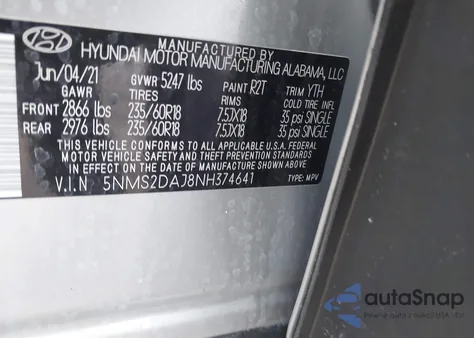 MANUFACTURED BY
HYUNDAI MOTOR MANUFACTURING ALABAMA, LLC
Jun/04/21 GVWR 5247 lbs PAINT R2T TRIM YTH
GAWR TIRES RIMS COLD TIRE INFL
FRONT 2866 lbs 235/60R18 7.5JX18 35 psi SINGLE
REAR 2976 lbs 235/60R18 7.5JX18 35 psi SINGLE
THIS VEHICLE CONFORMS TO ALL APPLICABLE U.S.A. FEDERAL
MOTOR VEHICLE SAFETY AND THEFT PREVENTION STANDARDS
IN EFFECT ON THE DATE OF MANUFACTURE SHOWN ABOVE.
V.I.N 5NMS2DAJ8NH374641 TYPE: MPV
autoSnap